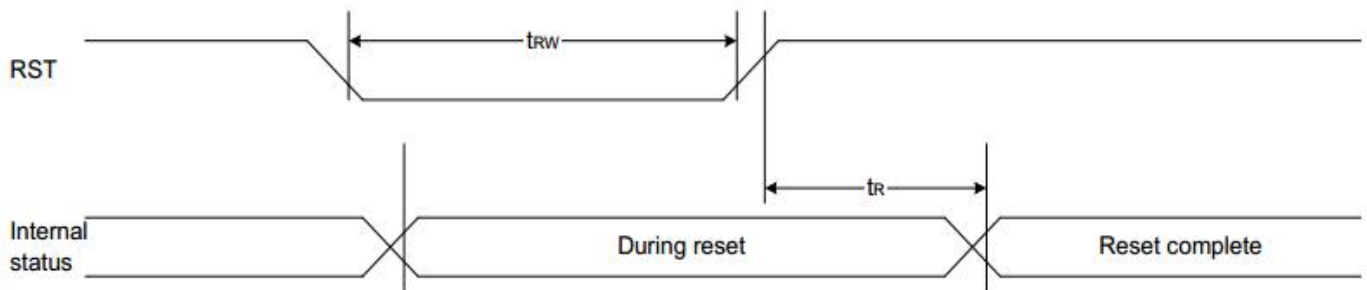 tRW
RST
tR
Internal
status
During reset
Reset complete